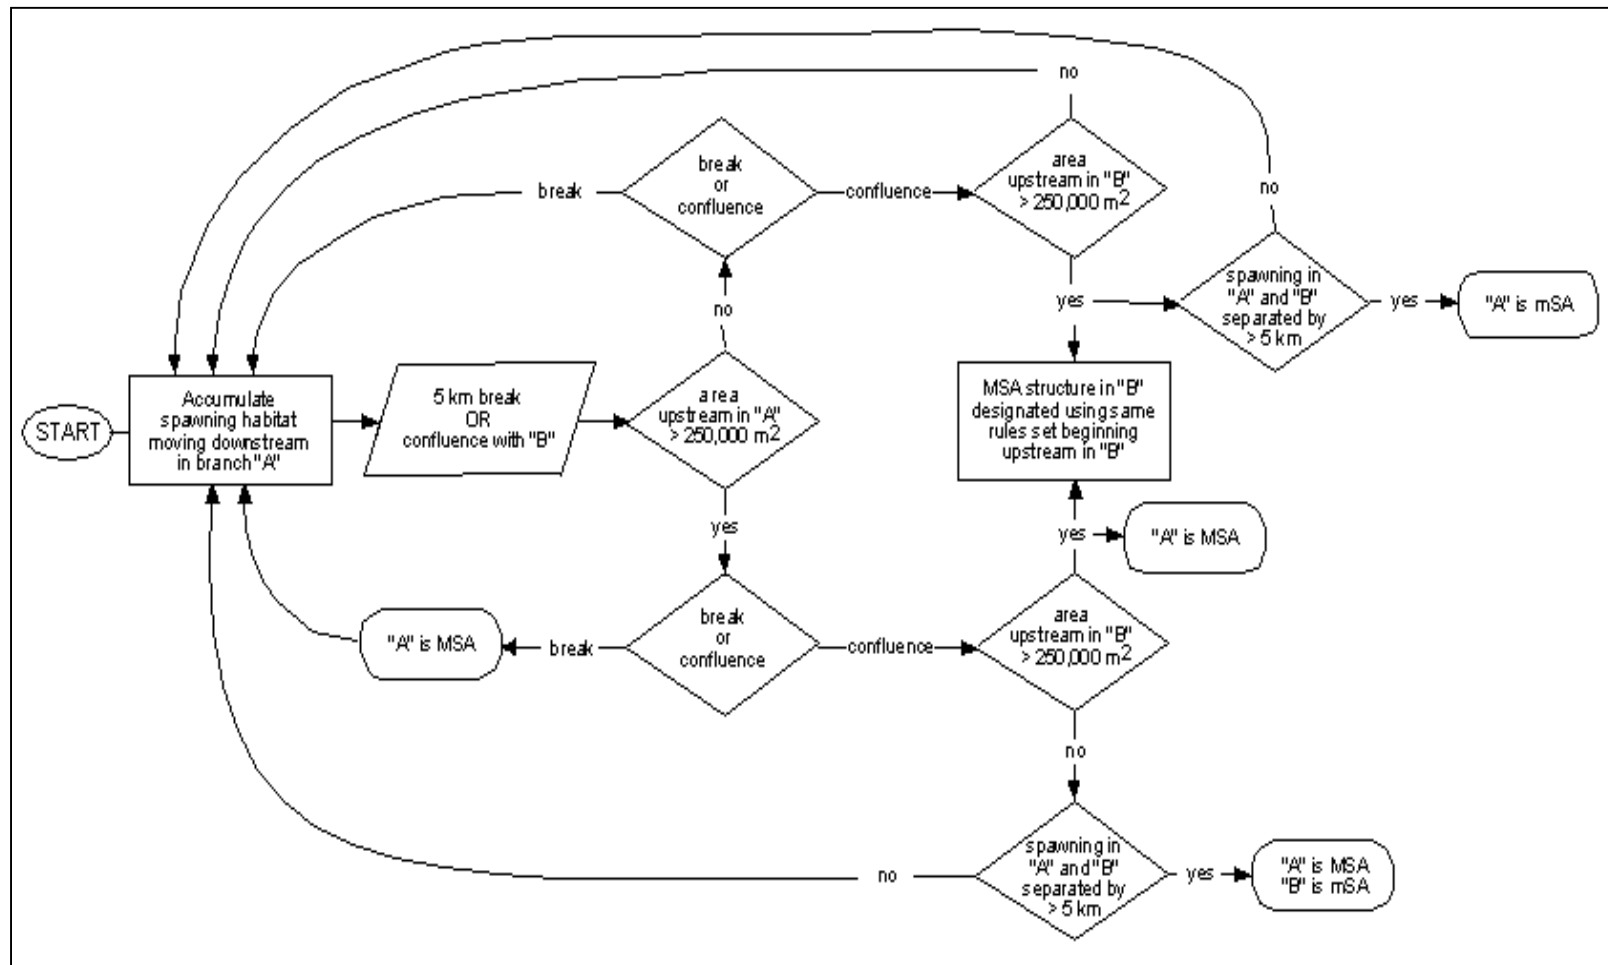 no
break
or
confluence
area
upstream in "B"
> 250,000 m2
break
confluence
no
spawning in
"A" and "B"
separated by
> 5 km
yes
"A" is mSA
yes
no
START
Accumulate
spawning habitat
moving downstream
in branch "A"
5 km break
OR
confluence with "B"
area
upstream in "A"
> 250,000 m2
MSA structure in "B"
designated using same
rules set beginning
upstream in "B"
yes
yes
"A" is MSA
"A" is MSA
break
break
or
confluence
confluence
area
upstream in "B"
> 250,000 m2
no
spawning in
"A" and "B"
separated by
> 5 km
no
yes
"A" is MSA
"B" is mSA